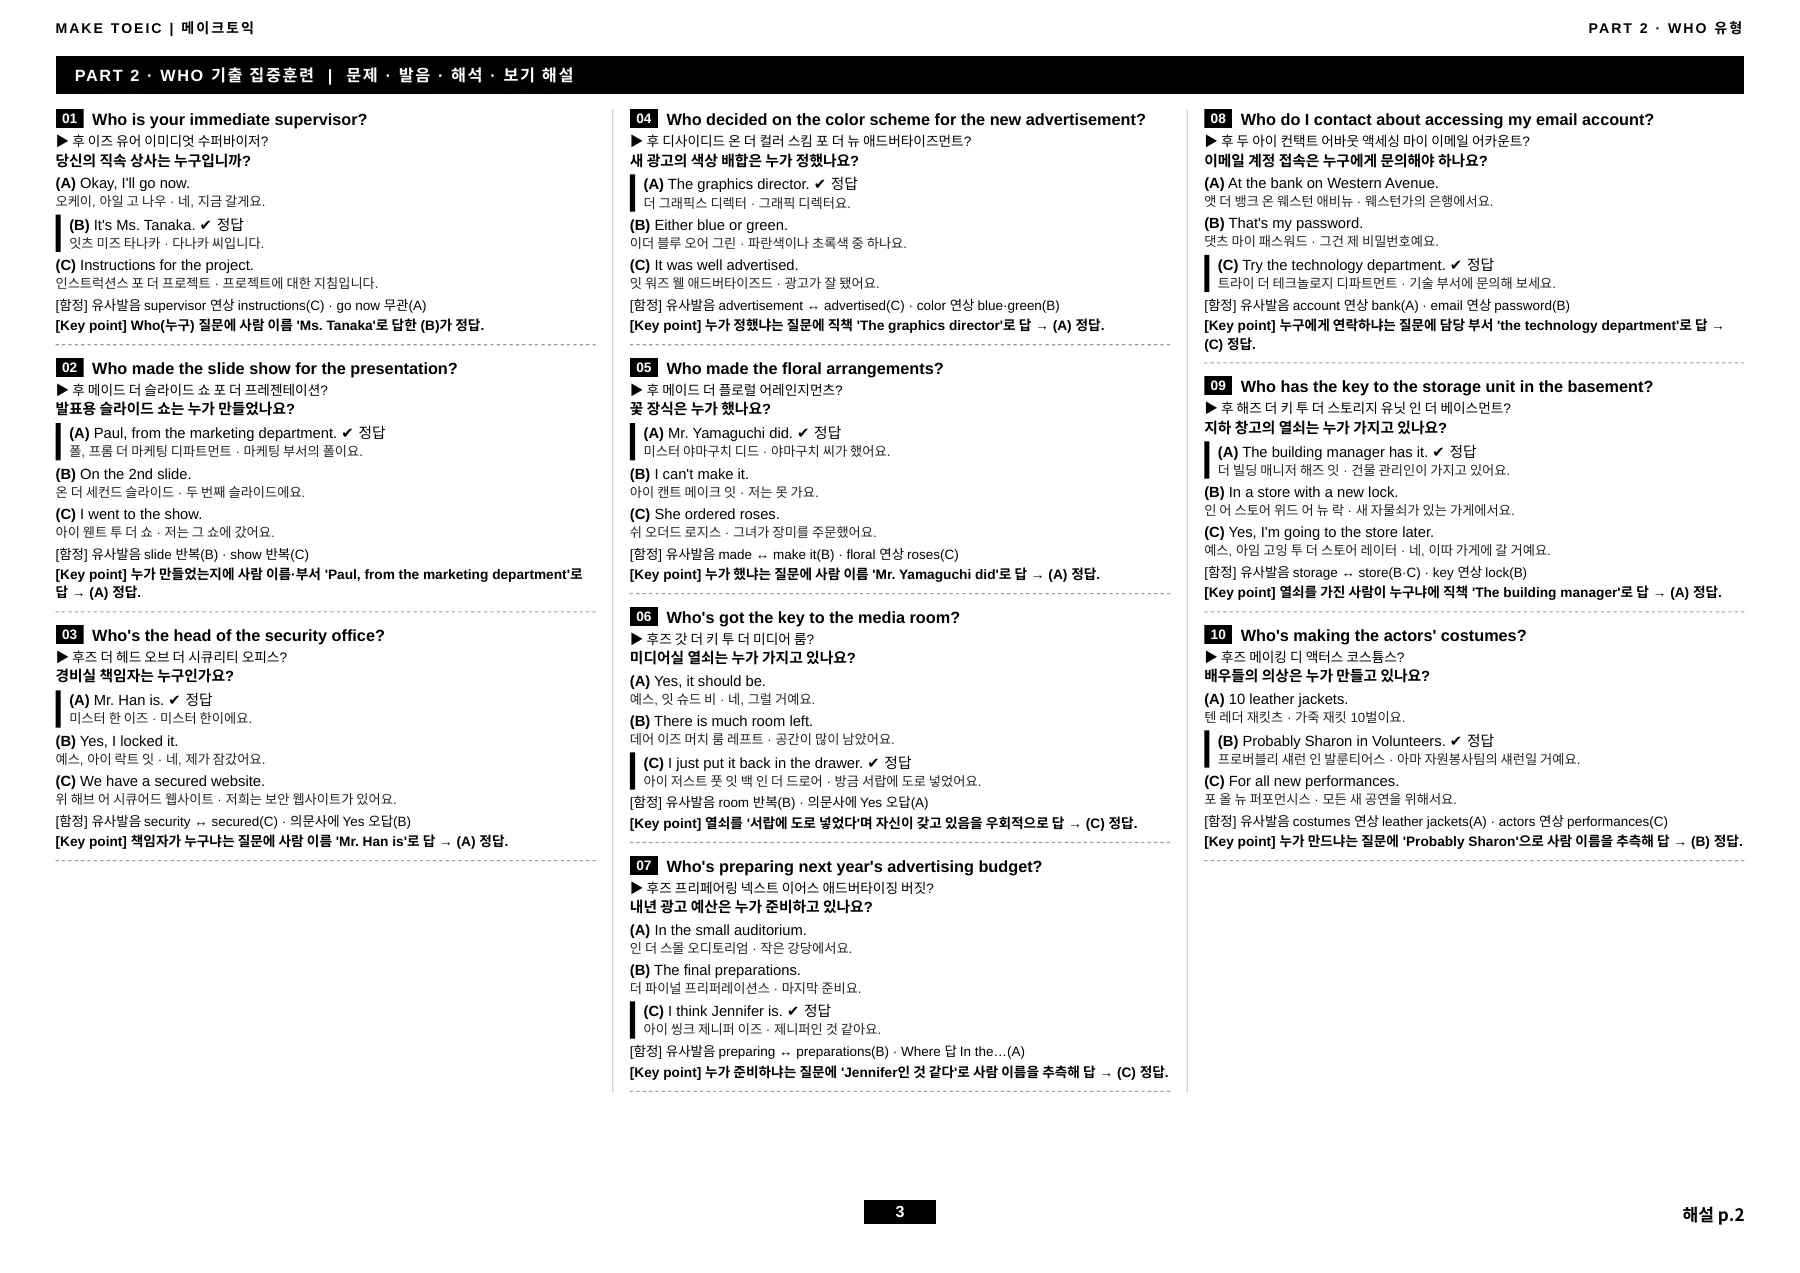 MAKE TOEIC | 메이크토익
PART 2 · WHO 유형
PART 2 · WHO 기출 집중훈련 | 문제 · 발음 · 해석 · 보기 해설
01 Who is your immediate supervisor?
▶ 후 이즈 유어 이미디엇 수퍼바이저?
당신의 직속 상사는 누구입니까?
(A) Okay, I'll go now.
오케이, 아일 고 나우 · 네, 지금 갈게요.
(B) It's Ms. Tanaka. ✔ 정답
잇츠 미즈 타나카 · 다나카 씨입니다.
(C) Instructions for the project.
인스트럭션스 포 더 프로젝트 · 프로젝트에 대한 지침입니다.
[함정] 유사발음 supervisor 연상 instructions(C) · go now 무관(A)
[Key point] Who(누구) 질문에 사람 이름 'Ms. Tanaka'로 답한 (B)가 정답.
02 Who made the slide show for the presentation?
▶ 후 메이드 더 슬라이드 쇼 포 더 프레젠테이션?
발표용 슬라이드 쇼는 누가 만들었나요?
(A) Paul, from the marketing department. ✔ 정답
폴, 프롬 더 마케팅 디파트먼트 · 마케팅 부서의 폴이요.
(B) On the 2nd slide.
온 더 세컨드 슬라이드 · 두 번째 슬라이드에요.
(C) I went to the show.
아이 웬트 투 더 쇼 · 저는 그 쇼에 갔어요.
[함정] 유사발음 slide 반복(B) · show 반복(C)
[Key point] 누가 만들었는지에 사람 이름·부서 'Paul, from the marketing department'로
답 → (A) 정답.
03 Who's the head of the security office?
▶ 후즈 더 헤드 오브 더 시큐리티 오피스?
경비실 책임자는 누구인가요?
(A) Mr. Han is. ✔ 정답
미스터 한 이즈 · 미스터 한이에요.
(B) Yes, I locked it.
예스, 아이 락트 잇 · 네, 제가 잠갔어요.
(C) We have a secured website.
위 해브 어 시큐어드 웹사이트 · 저희는 보안 웹사이트가 있어요.
[함정] 유사발음 security ↔ secured(C) · 의문사에 Yes 오답(B)
[Key point] 책임자가 누구냐는 질문에 사람 이름 'Mr. Han is'로 답 → (A) 정답.
04 Who decided on the color scheme for the new advertisement?
▶ 후 디사이디드 온 더 컬러 스킴 포 더 뉴 애드버타이즈먼트?
새 광고의 색상 배합은 누가 정했나요?
(A) The graphics director. ✔ 정답
더 그래픽스 디렉터 · 그래픽 디렉터요.
(B) Either blue or green.
이더 블루 오어 그린 · 파란색이나 초록색 중 하나요.
(C) It was well advertised.
잇 워즈 웰 애드버타이즈드 · 광고가 잘 됐어요.
[함정] 유사발음 advertisement ↔ advertised(C) · color 연상 blue·green(B)
[Key point] 누가 정했냐는 질문에 직책 'The graphics director'로 답 → (A) 정답.
05 Who made the floral arrangements?
▶ 후 메이드 더 플로럴 어레인지먼츠?
꽃 장식은 누가 했나요?
(A) Mr. Yamaguchi did. ✔ 정답
미스터 야마구치 디드 · 야마구치 씨가 했어요.
(B) I can't make it.
아이 캔트 메이크 잇 · 저는 못 가요.
(C) She ordered roses.
쉬 오더드 로지스 · 그녀가 장미를 주문했어요.
[함정] 유사발음 made ↔ make it(B) · floral 연상 roses(C)
[Key point] 누가 했냐는 질문에 사람 이름 'Mr. Yamaguchi did'로 답 → (A) 정답.
06 Who's got the key to the media room?
▶ 후즈 갓 더 키 투 더 미디어 룸?
미디어실 열쇠는 누가 가지고 있나요?
(A) Yes, it should be.
예스, 잇 슈드 비 · 네, 그럴 거예요.
(B) There is much room left.
데어 이즈 머치 룸 레프트 · 공간이 많이 남았어요.
(C) I just put it back in the drawer. ✔ 정답
아이 저스트 풋 잇 백 인 더 드로어 · 방금 서랍에 도로 넣었어요.
[함정] 유사발음 room 반복(B) · 의문사에 Yes 오답(A)
[Key point] 열쇠를 '서랍에 도로 넣었다'며 자신이 갖고 있음을 우회적으로 답 → (C) 정답.
07 Who's preparing next year's advertising budget?
▶ 후즈 프리페어링 넥스트 이어스 애드버타이징 버짓?
내년 광고 예산은 누가 준비하고 있나요?
(A) In the small auditorium.
인 더 스몰 오디토리엄 · 작은 강당에서요.
(B) The final preparations.
더 파이널 프리퍼레이션스 · 마지막 준비요.
(C) I think Jennifer is. ✔ 정답
아이 씽크 제니퍼 이즈 · 제니퍼인 것 같아요.
[함정] 유사발음 preparing ↔ preparations(B) · Where 답 In the…(A)
[Key point] 누가 준비하냐는 질문에 'Jennifer인 것 같다'로 사람 이름을 추측해 답 → (C) 정답.
08 Who do I contact about accessing my email account?
▶ 후 두 아이 컨택트 어바웃 액세싱 마이 이메일 어카운트?
이메일 계정 접속은 누구에게 문의해야 하나요?
(A) At the bank on Western Avenue.
앳 더 뱅크 온 웨스턴 애비뉴 · 웨스턴가의 은행에서요.
(B) That's my password.
댓츠 마이 패스워드 · 그건 제 비밀번호예요.
(C) Try the technology department. ✔ 정답
트라이 더 테크놀로지 디파트먼트 · 기술 부서에 문의해 보세요.
[함정] 유사발음 account 연상 bank(A) · email 연상 password(B)
[Key point] 누구에게 연락하냐는 질문에 담당 부서 'the technology department'로 답 →
(C) 정답.
09 Who has the key to the storage unit in the basement?
▶ 후 해즈 더 키 투 더 스토리지 유닛 인 더 베이스먼트?
지하 창고의 열쇠는 누가 가지고 있나요?
(A) The building manager has it. ✔ 정답
더 빌딩 매니저 해즈 잇 · 건물 관리인이 가지고 있어요.
(B) In a store with a new lock.
인 어 스토어 위드 어 뉴 락 · 새 자물쇠가 있는 가게에서요.
(C) Yes, I'm going to the store later.
예스, 아임 고잉 투 더 스토어 레이터 · 네, 이따 가게에 갈 거예요.
[함정] 유사발음 storage ↔ store(B·C) · key 연상 lock(B)
[Key point] 열쇠를 가진 사람이 누구냐에 직책 'The building manager'로 답 → (A) 정답.
10 Who's making the actors' costumes?
▶ 후즈 메이킹 디 액터스 코스튬스?
배우들의 의상은 누가 만들고 있나요?
(A) 10 leather jackets.
텐 레더 재킷츠 · 가죽 재킷 10벌이요.
(B) Probably Sharon in Volunteers. ✔ 정답
프로버블리 섀런 인 발룬티어스 · 아마 자원봉사팀의 섀런일 거예요.
(C) For all new performances.
포 올 뉴 퍼포먼시스 · 모든 새 공연을 위해서요.
[함정] 유사발음 costumes 연상 leather jackets(A) · actors 연상 performances(C)
[Key point] 누가 만드냐는 질문에 'Probably Sharon'으로 사람 이름을 추측해 답 → (B) 정답.
3
해설 p.2